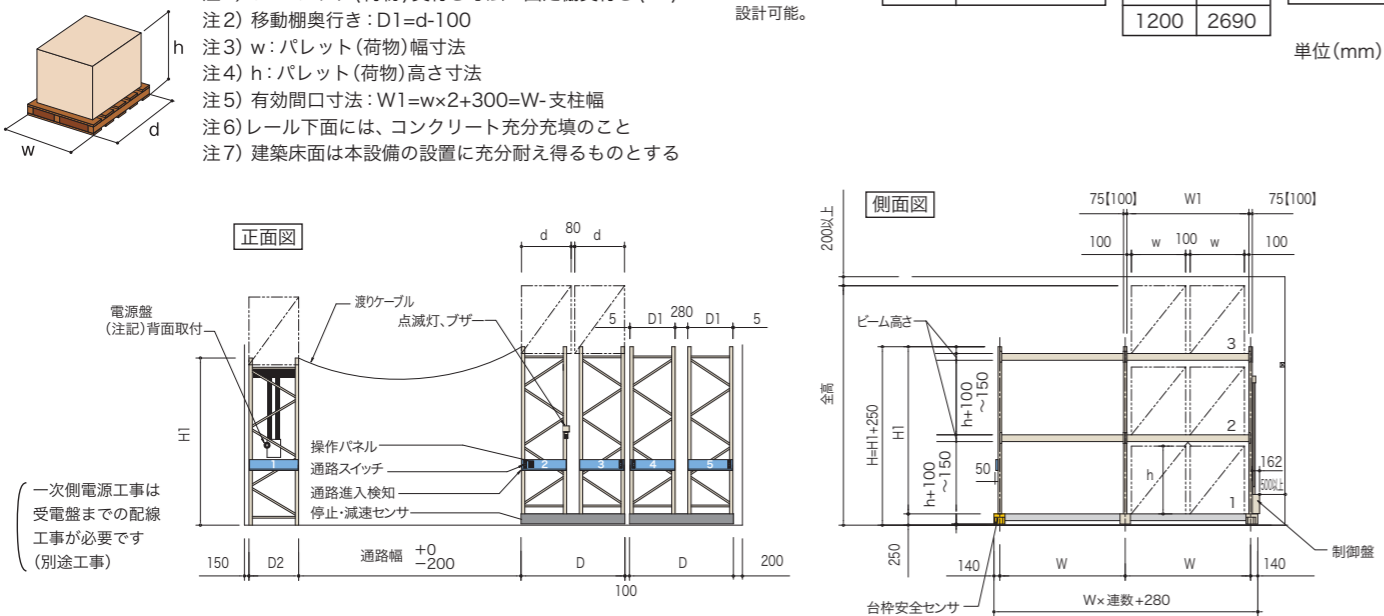 注2) 移動棚奥行き：D1=d-100
注3) w：パレット(荷物)幅寸法
注4) h：パレット(荷物)高さ寸法
注5) 有効間口寸法：W1=w×2+300=W-支柱幅
注6)レール下面には、コンクリート充分充填のこと
注7) 建築床面は本設備の設置に充分耐え得るものとする
h
d
w
設計可能。
1200 2690
単位(mm)
正面図
d 80 d
電源盤
(注記)背面取付
渡りケーブル
点滅灯、ブザー
5 D1 280 D1 5
H1
操作パネル
通路スイッチ
通路進入検知
停止・減速センサ
1 2 3 4 5
一次側電源工事は
受電盤までの配線
工事が必要です
(別途工事)
150 D2 通路幅 +0 -200 D D 200
100
側面図
75【100】 W1 75【100】
200以上
100 w 100 w 100
ビーム高さ
全高
H=H1+250
H1
h+100
～150
h+100
～150
3
2
1
h
50
162
500以上
250
140 W W 140
制御盤
台枠安全センサ
W×連数+280